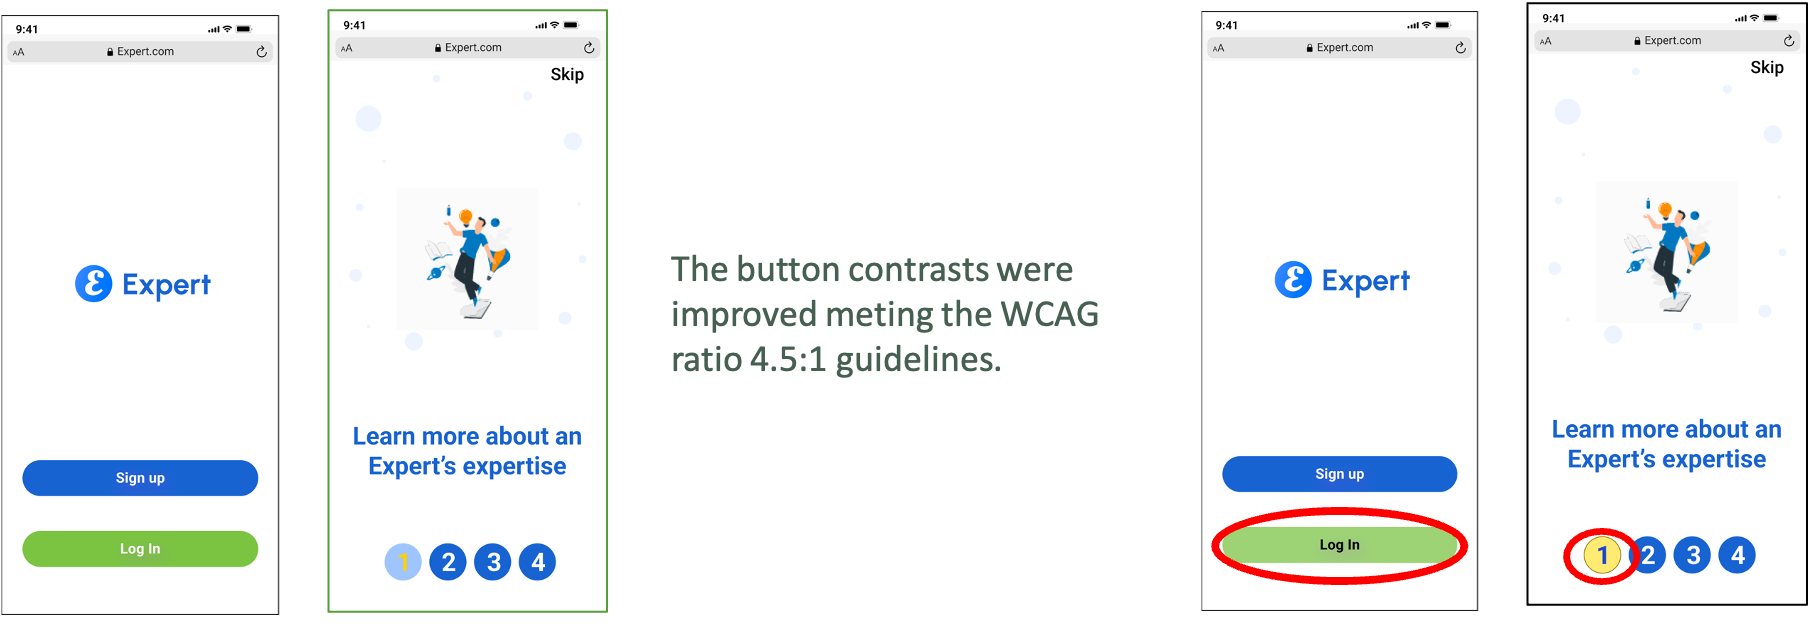 9:41
AA Expert.com
Expert
Sign up
Log In
9:41
AA Expert.com
Skip
Learn more about an
Expert's expertise
1 2 3 4
The button contrasts were
improved meting the WCAG
ratio 4.5:1 guidelines.
9:41
AA Expert.com
Expert
Sign up
Log In
9:41
AA Expert.com
Skip
Learn more about an
Expert's expertise
1 2 3 4